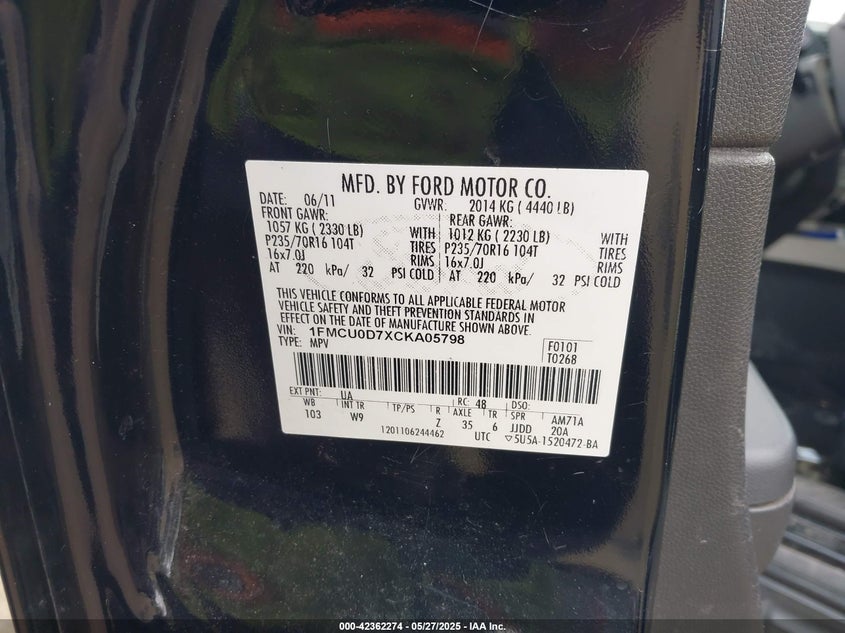 MFD. BY FORD MOTOR CO.
DATE: 06/11 GVWR: 2014 KG ( 4440 LB)
FRONT GAWR: REAR GAWR:
1057 KG ( 2330 LB) WITH 1012 KG ( 2230 LB) WITH
P235/70R16 104T TIRES P235/70R16 104T TIRES
16x7.0J RIMS 16x7.0J RIMS
AT 220 kPa/ 32 PSI COLD AT 220 kPa/ 32 PSI COLD
THIS VEHICLE CONFORMS TO ALL APPLICABLE FEDERAL MOTOR
VEHICLE SAFETY AND THEFT PREVENTION STANDARDS IN
EFFECT ON THE DATE OF MANUFACTURE SHOWN ABOVE.
VIN: 1FMCU0D7XCKA05798 F0101
TYPE: MPV T0268
EXT PNT: UA RC: 48 DSO:
WB INT TR TP/PS R AXLE TR SPR AM71A
103 W9 Z 35 6 JJDD 20A
1201106244462 UTC ▽5U5A-1520472-BA
000-42362274 | 05/27/2025 - IAA Inc.